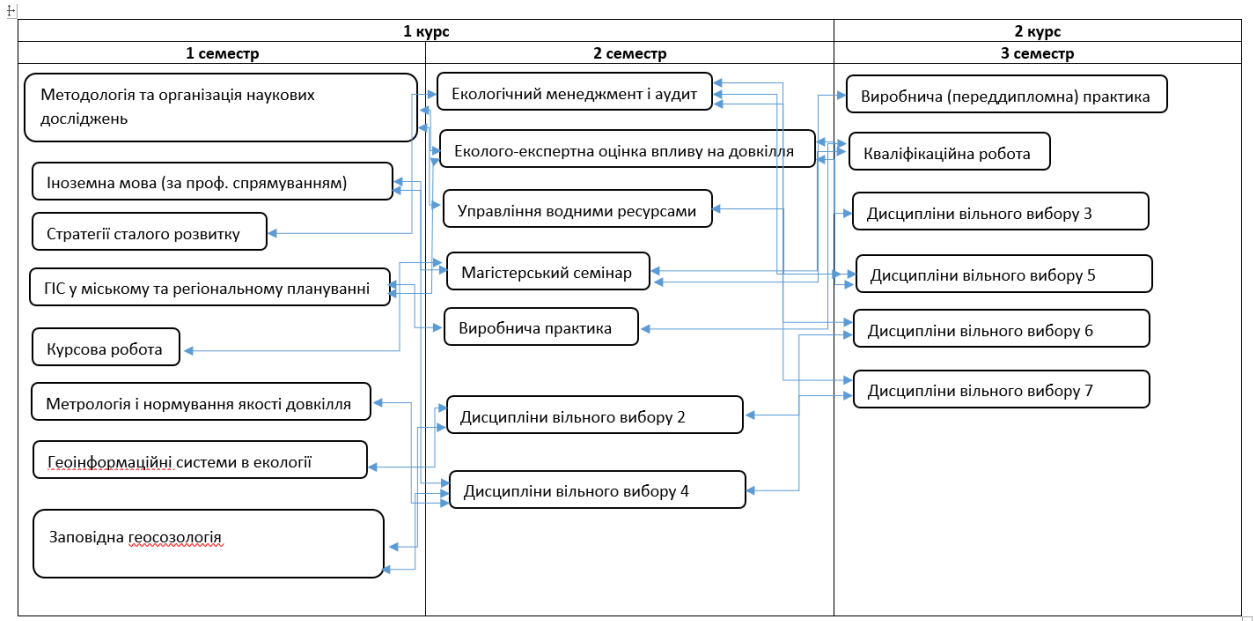 1 курс
2 курс
1 семестр
2 семестр
3 семестр
Методологія та організація наукових
досліджень
Іноземна мова (за проф. спрямуванням)
Стратегії сталого розвитку
ГІС у міському та регіональному плануванні
Курсова робота
Метрологія і нормування якості довкілля
Геоінформаційні системи в екології
Заповідна геосозологія
Екологічний менеджмент і аудит
Еколого-експертна оцінка впливу на довкілля
Управління водними ресурсами
Магістерський семінар
Виробнича практика
Дисципліни вільного вибору 2
Дисципліни вільного вибору 4
Виробнича (переддипломна) практика
Кваліфікаційна робота
Дисципліни вільного вибору 3
Дисципліни вільного вибору 5
Дисципліни вільного вибору 6
Дисципліни вільного вибору 7